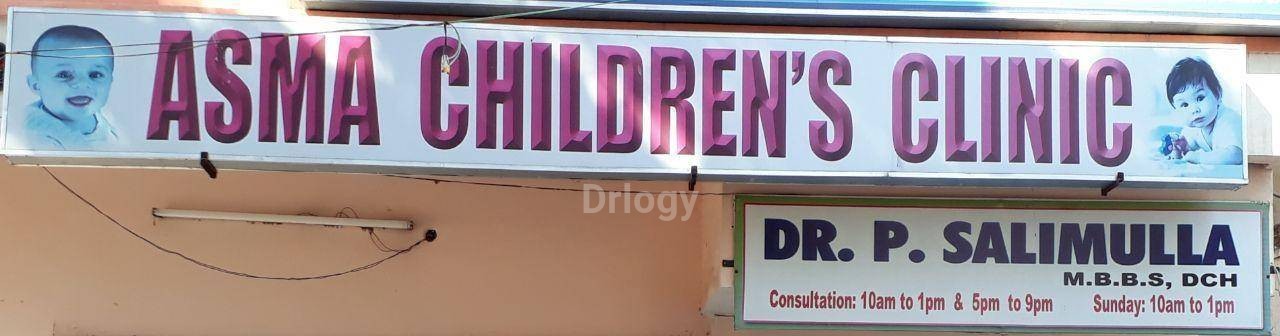 ASMA CHILDREN'S CLINIC
Drlogy
DR. P. SALIMULLA
M.B.B.S, DCH
Consultation: 10am to 1pm & 5pm to 9pm Sunday: 10am to 1pm